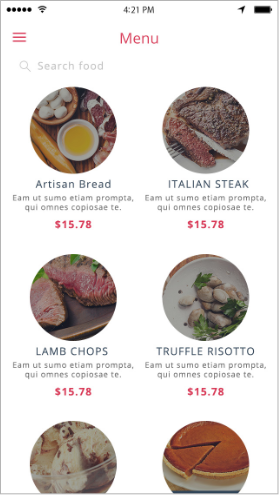 4:21 PM
Menu
Search food
Artisan Bread
Eam ut sumo etiam prompta,
qui omnes copiosae te.
$15.78
ITALIAN STEAK
Eam ut sumo etiam prompta,
qui omnes copiosae te.
$15.78
LAMB CHOPS
Eam ut sumo etiam prompta,
qui omnes copiosae te.
$15.78
TRUFFLE RISOTTO
Eam ut sumo etiam prompta,
qui omnes copiosae te.
$15.78